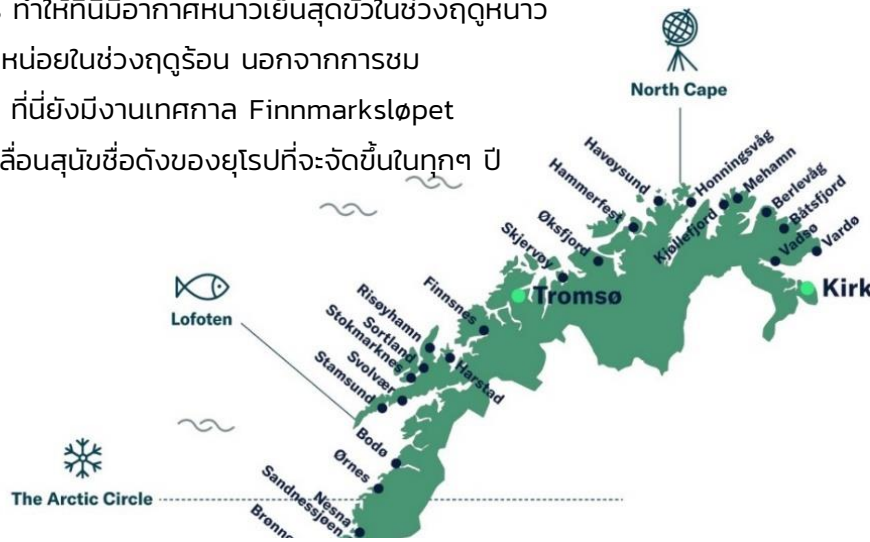 ทำให้ที่นี่มีอากาศหนาวเย็นสุดขั้วในช่วงฤดูหนาว
หน่อยในช่วงฤดูร้อน นอกจากการชม
ที่นี่ยังมีงานเทศกาล Finnmarksløpet
ลื่อนสุนัขชื่อดังของยุโรปที่จะจัดขึ้นในทุกๆ ปี
North Cape
Havøysund
Honningsvåg
Mehamn
Hammerfest
Kjøllefjord
Berlevåg
Båtsfjord
Øksfjord
Vadsø
Vardø
Skjervøy
Tromsø
Kirk
Finnsnes
Lofoten
Risøyhamn
Sortland
Stokmarknes
Harstad
Svolvær
Stamsund
Bodø
Ørnes
The Arctic Circle
Nesna
Sandnessjøen
Brønn